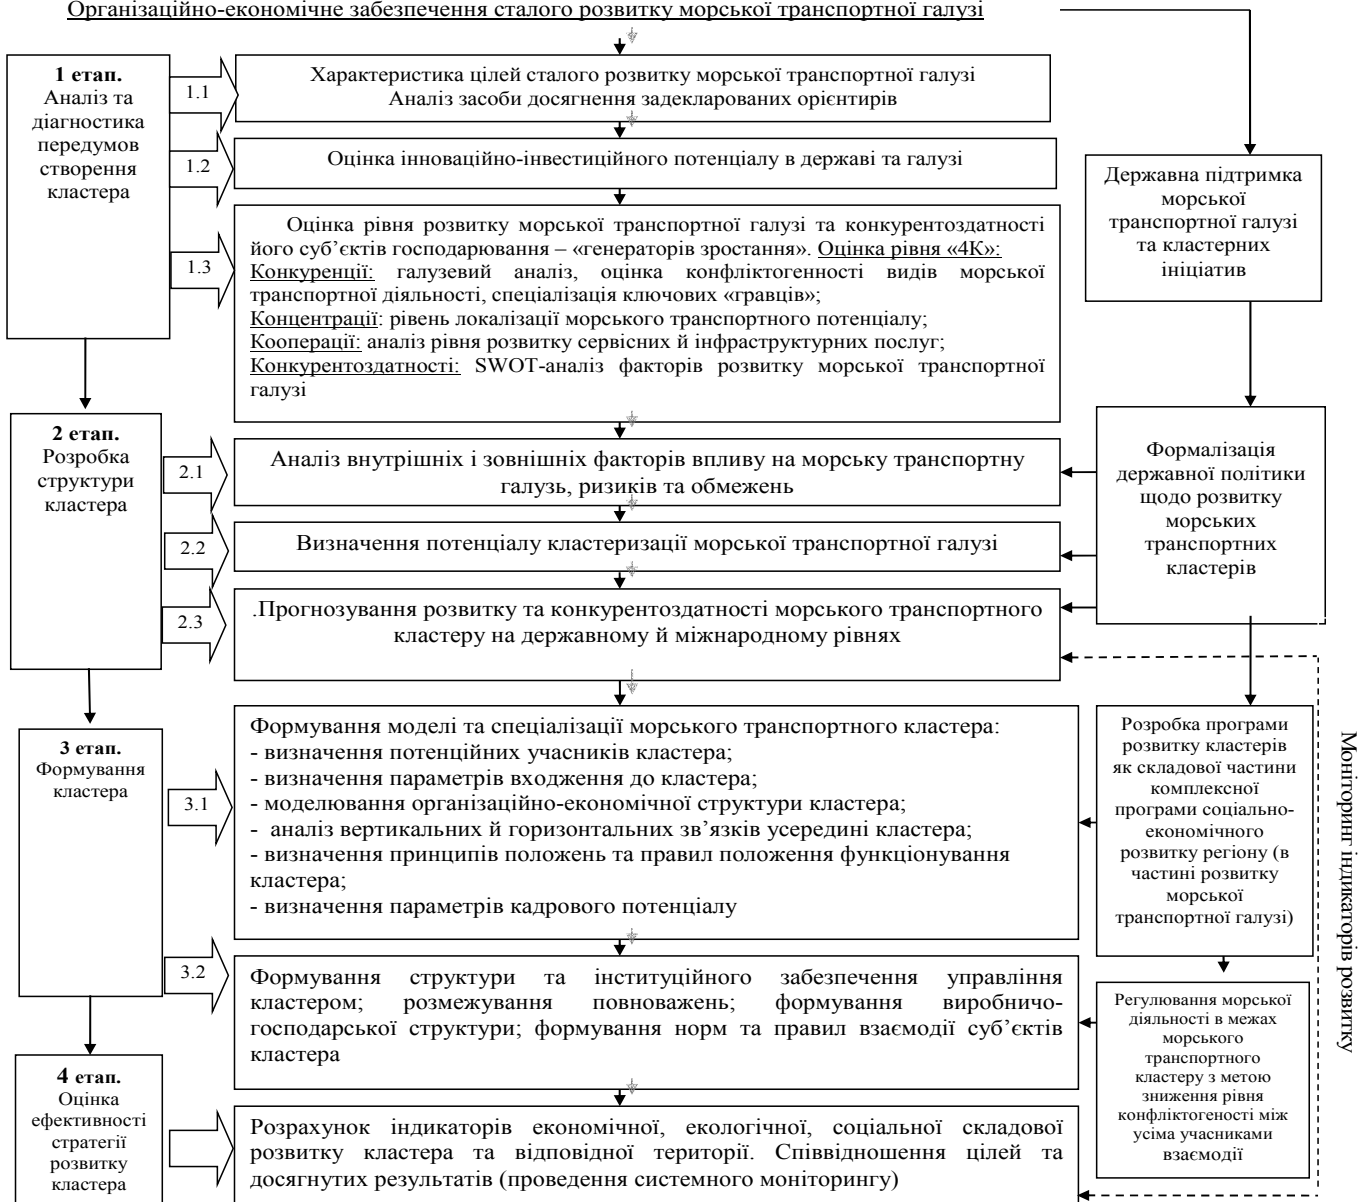 Організаційно-економічне забезпечення сталого розвитку морської транспортної галузі
1 етап.
Аналіз та
діагностика
передумов
створення
кластера
1.1
Характеристика цілей сталого розвитку морської транспортної галузі
Аналіз засоби досягнення задекларованих орієнтирів
1.2
Оцінка інноваційно-інвестиційного потенціалу в державі та галузі
1.3
Оцінка рівня розвитку морської транспортної галузі та конкурентоздатності
його суб’єктів господарювання – «генераторів зростання». Оцінка рівня «4К»:
Конкуренції: галузевий аналіз, оцінка конфліктогенності видів морської
транспортної діяльності, спеціалізація ключових «гравців»;
Концентрації: рівень локалізації морського транспортного потенціалу;
Кооперації: аналіз рівня розвитку сервісних й інфраструктурних послуг;
Конкурентоздатності: SWOT-аналіз факторів розвитку морської транспортної
галузі
Державна підтримка
морської
транспортної галузі
та кластерних
ініціатив
2 етап.
Розробка
структури
кластера
2.1
Аналіз внутрішніх і зовнішніх факторів впливу на морську транспортну
галузь, ризиків та обмежень
2.2
Визначення потенціалу кластеризації морської транспортної галузі
2.3
.Прогнозування розвитку та конкурентоздатності морського транспортного
кластеру на державному й міжнародному рівнях
Формалізація
державної політики
щодо розвитку
морських
транспортних
кластерів
3 етап.
Формування
кластера
3.1
Формування моделі та спеціалізації морського транспортного кластера:
- визначення потенційних учасників кластера;
- визначення параметрів входження до кластера;
- моделювання організаційно-економічної структури кластера;
- аналіз вертикальних й горизонтальних зв’язків усередині кластера;
- визначення принципів положень та правил положення функціонування
кластера;
- визначення параметрів кадрового потенціалу
Розробка програми
розвитку кластерів
як складової частини
комплексної
програми соціально-
економічного
розвитку регіону (в
частині розвитку
морської
транспортної галузі)
3.2
Формування структури та інституційного забезпечення управління
кластером; розмежування повноважень; формування виробничо-
господарської структури; формування норм та правил взаємодії суб’єктів
кластера
Регулювання морської
діяльності в межах
морського
транспортного
кластеру з метою
зниження рівня
конфліктогеності між
усіма учасниками
взаємодії
4 етап.
Оцінка
ефективності
стратегії
розвитку
кластера
Розрахунок індикаторів економічної, екологічної, соціальної складової
розвитку кластера та відповідної території. Співвідношення цілей та
досягнутих результатів (проведення системного моніторингу)
Моніторинг індикаторів розвитку